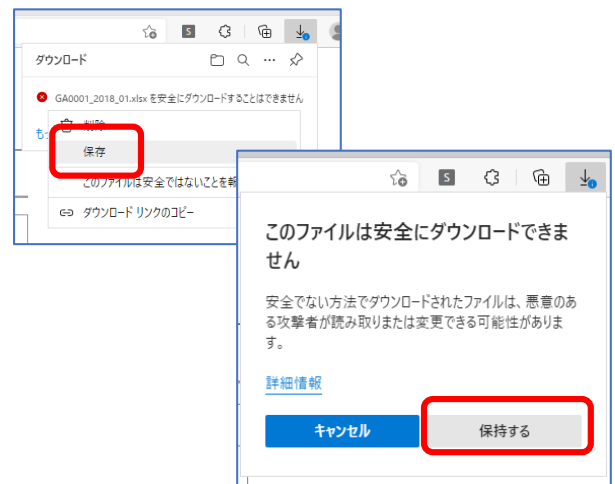 S
ダウンロード
GA0001_2018_01.xlsx を安全にダウンロードすることはできません
削除
保存
このファイルは安全ではないことを報
ダウンロード リンクのコピー
S
このファイルは安全にダウンロードできま
せん
安全でない方法でダウンロードされたファイルは、悪意のあ
る攻撃者が読み取りまたは変更できる可能性がありま
す。
詳細情報
キャンセル
保持する